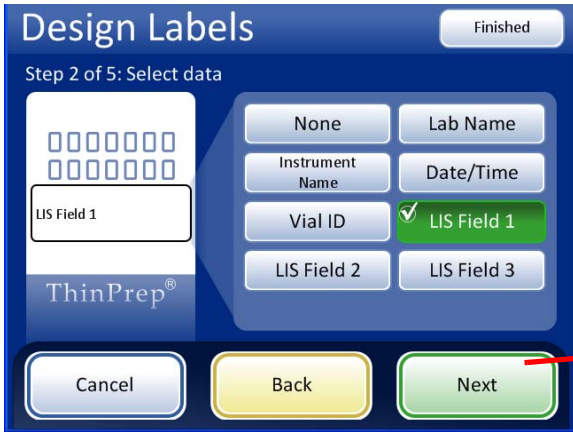 Design Labels
Finished
Step 2 of 5: Select data
None
Lab Name
Instrument
Name
Date/Time
LIS Field 1
Vial ID
LIS Field 1
LIS Field 2
LIS Field 3
ThinPrep®
Cancel
Back
Next